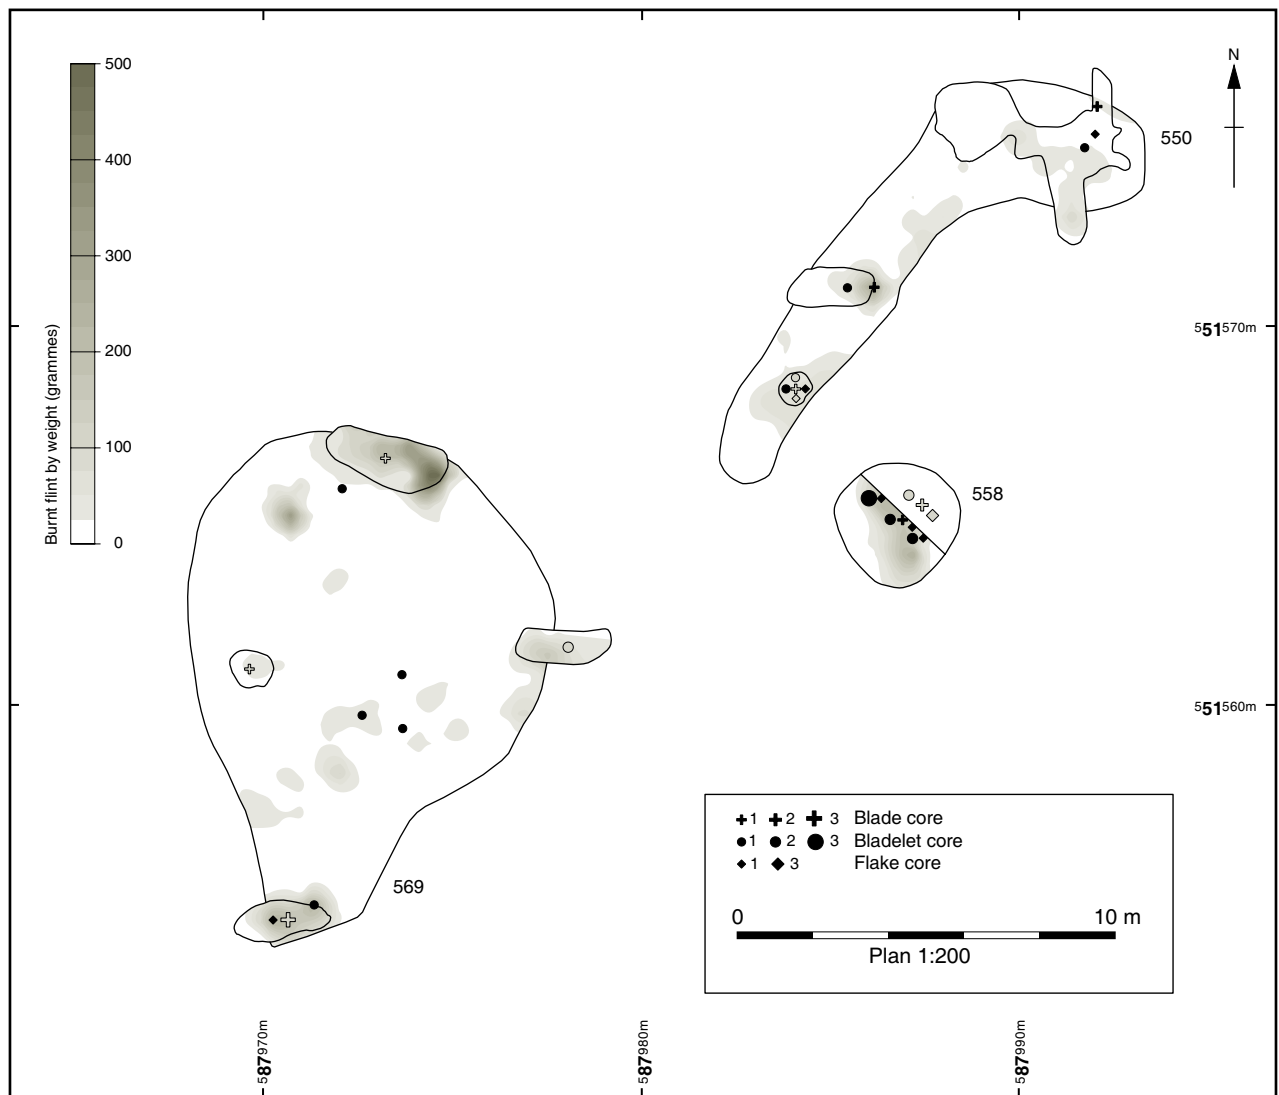 500
400
300
200
100
0
Burnt flint by weight (grammes)
N
550
558
569
551570m
551560m
1 2 3 Blade core
1 2 3 Bladelet core
1 3 Flake core
0 10 m
Plan 1:200
587970m
587980m
587990m